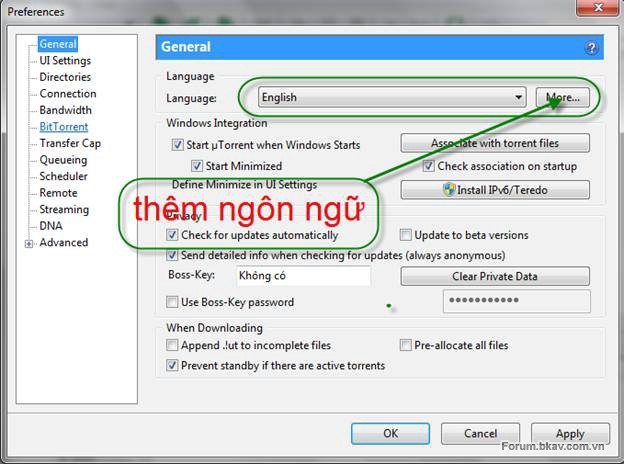 Preferences
General
UI Settings
Directories
Connection
Bandwidth
BitTorrent
Transfer Cap
Queueing
Scheduler
Remote
Streaming
DNA
Advanced
General
Language
Language: English More...
Windows Integration
Start µTorrent when Windows Starts Associate with torrent files
Start Minimized Check association on startup
Define Minimize in UI Settings Install IPv6/Teredo
thêm ngôn ngữ
Privacy
Check for updates automatically Update to beta versions
Send detailed info when checking for updates (always anonymous)
Boss-Key: Không có Clear Private Data
Use Boss-Key password ••••••••••
When Downloading
Append .!ut to incomplete files Pre-allocate all files
Prevent standby if there are active torrents
OK Cancel Apply
Forum.bkav.com.vn